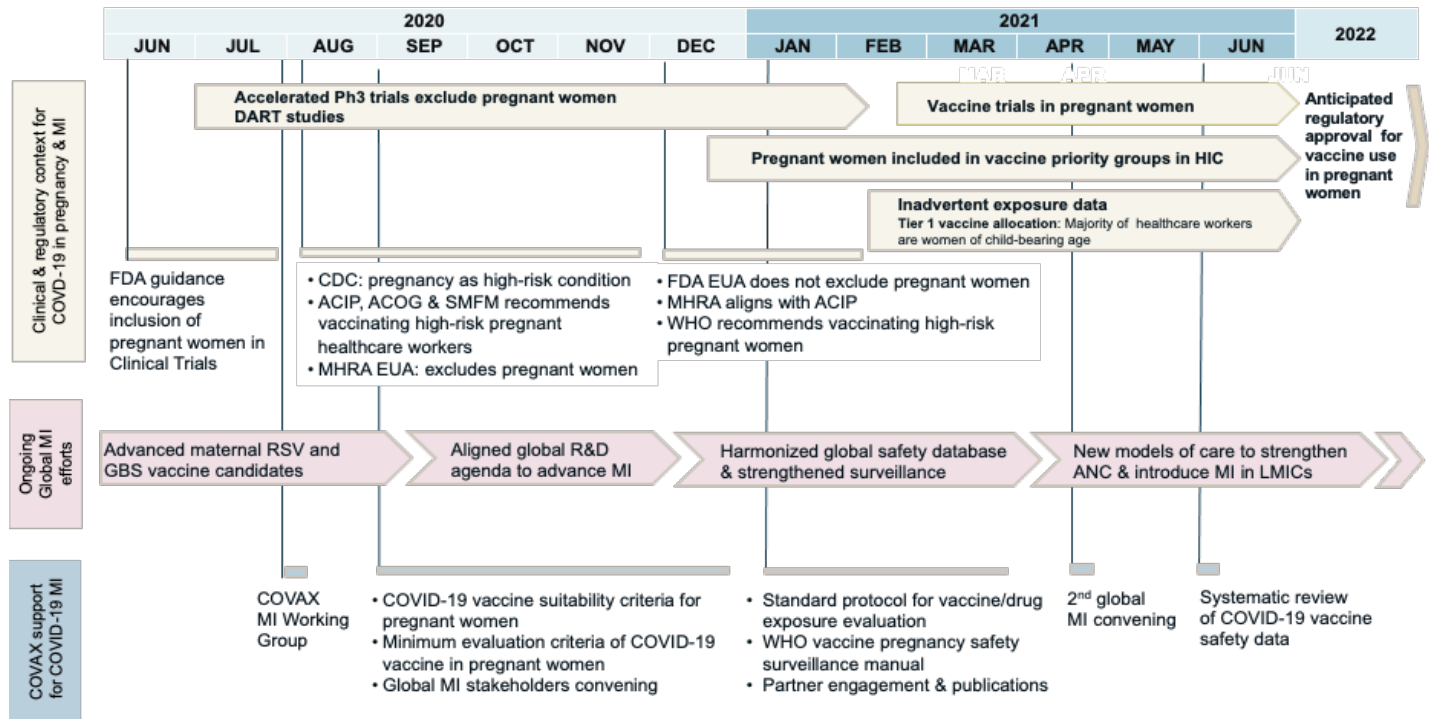 2020
2021
2022
JUN
JUL
AUG
SEP
OCT
NOV
DEC
JAN
FEB
MAR
APR
MAY
JUN
MAR
APR
JUN
Clinical & regulatory context for
COVD-19 in pregnancy & MI
Accelerated Ph3 trials exclude pregnant women
DART studies
Vaccine trials in pregnant women
Pregnant women included in vaccine priority groups in HIC
Inadvertent exposure data
Tier 1 vaccine allocation: Majority of healthcare workers
are women of child-bearing age
Anticipated
regulatory
approval for
vaccine use
in pregnant
women
FDA guidance
encourages
inclusion of
pregnant women in
Clinical Trials
• CDC: pregnancy as high-risk condition
• ACIP, ACOG & SMFM recommends
vaccinating high-risk pregnant
healthcare workers
• MHRA EUA: excludes pregnant women
• FDA EUA does not exclude pregnant women
• MHRA aligns with ACIP
• WHO recommends vaccinating high-risk
pregnant women
Ongoing
Global MI
efforts
Advanced maternal RSV and
GBS vaccine candidates
Aligned global R&D
agenda to advance MI
Harmonized global safety database
& strengthened surveillance
New models of care to strengthen
ANC & introduce MI in LMICs
COVAX support
for COVID-19 MI
COVAX
MI Working
Group
• COVID-19 vaccine suitability criteria for
pregnant women
• Minimum evaluation criteria of COVID-19
vaccine in pregnant women
• Global MI stakeholders convening
• Standard protocol for vaccine/drug
exposure evaluation
• WHO vaccine pregnancy safety
surveillance manual
• Partner engagement & publications
2nd global
MI convening
Systematic review
of COVID-19 vaccine
safety data